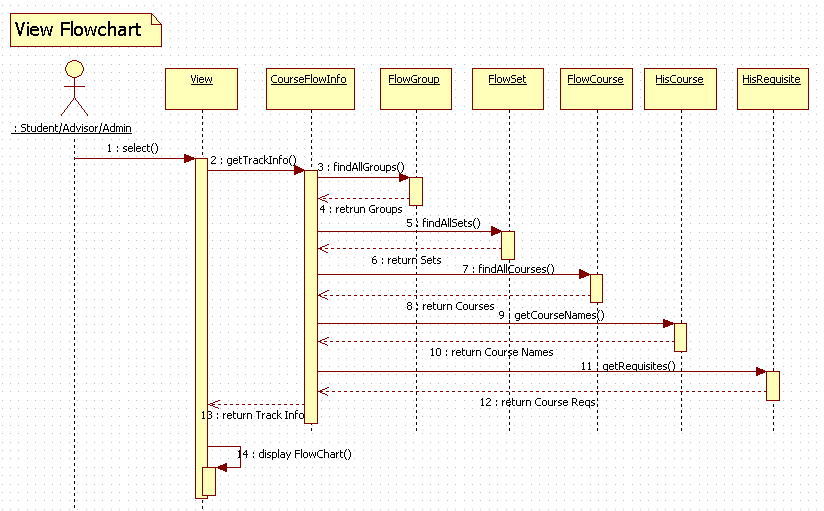 View Flowchart
View
CourseFlowInfo
FlowGroup
FlowSet
FlowCourse
HisCourse
HisRequisite
: Student/Advisor/Admin
1 : select()
2 : getTrackInfo()
3 : findAllGroups()
4 : retrun Groups
5 : findAllSets()
6 : return Sets
7 : findAllCourses()
8 : return Courses
9 : getCourseNames()
10 : return Course Names
11 : getRequisites()
12 : return Course Reqs
13 : return Track Info
14 : display FlowChart()